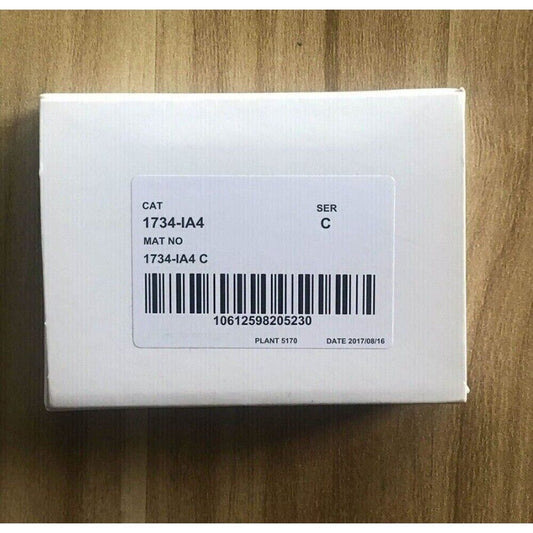 CAT SER
1734-IA4 C
MAT NO
1734-IA4 C
10612598205230
PLANT 5170 DATE 2017/08/16